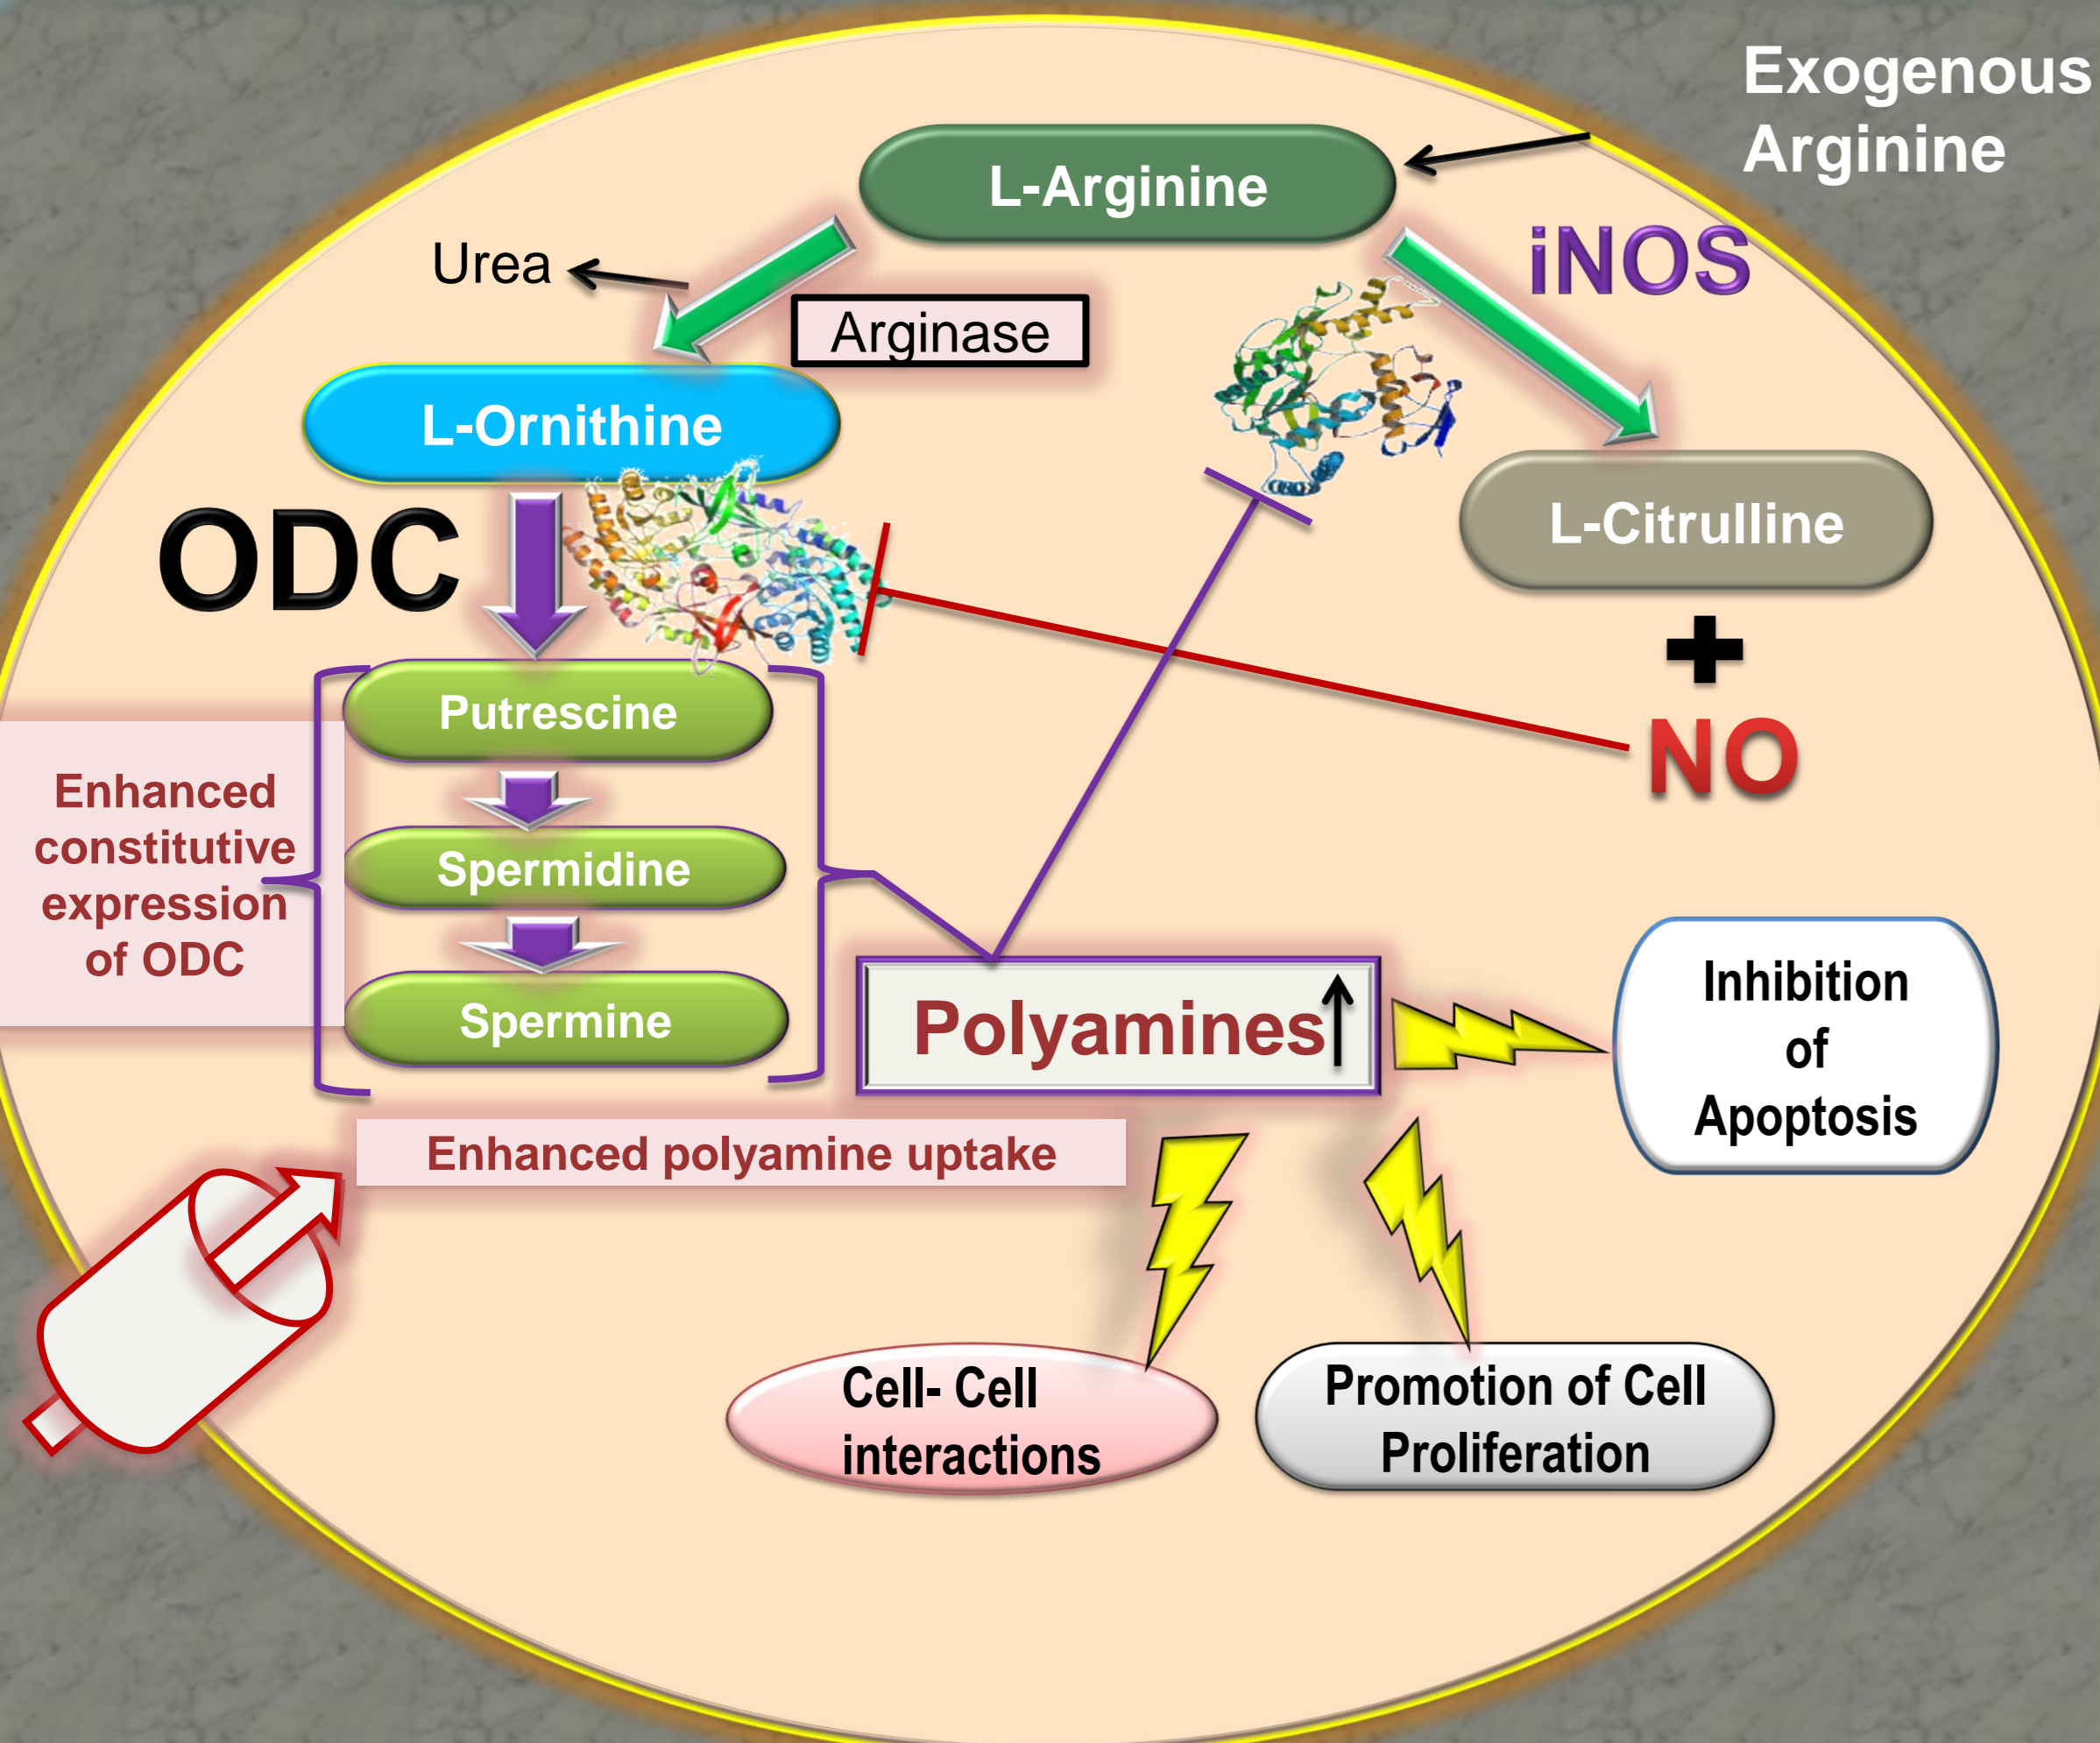 Exogenous
Arginine
L-Arginine
iNOS
Urea
Arginase
L-Ornithine
ODC
L-Citrulline
+
NO
Putrescine
Spermidine
Spermine
Enhanced
constitutive
expression
of ODC
Polyamines
Enhanced polyamine uptake
Inhibition
of
Apoptosis
Cell- Cell
interactions
Promotion of Cell
Proliferation